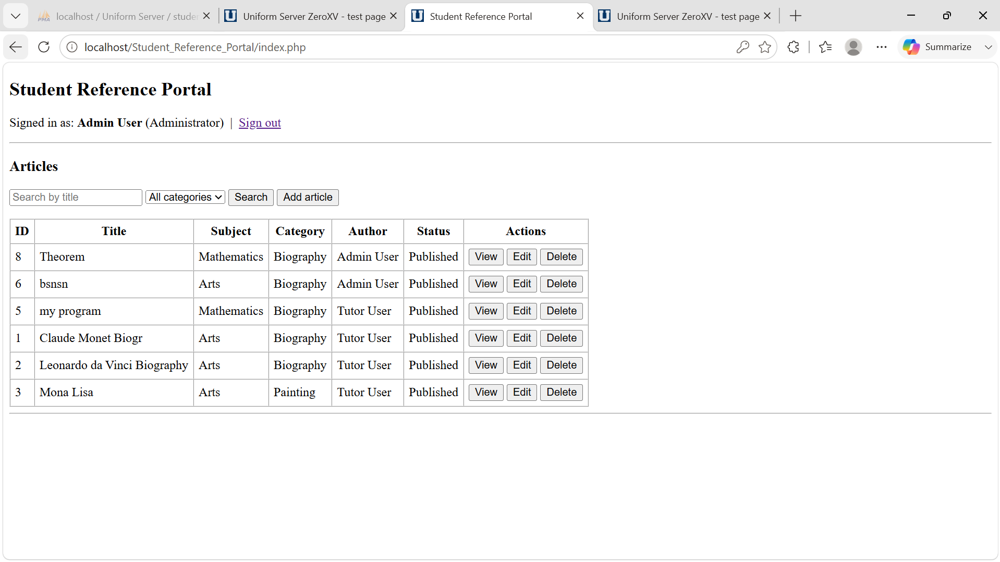 PMA localhost / Uniform Server / stude
Uniform Server ZeroXV - test page
Student Reference Portal
Uniform Server ZeroXV - test page
localhost/Student_Reference_Portal/index.php
Summarize
Student Reference Portal
Signed in as: Admin User (Administrator) | Sign out
Articles
Search by title All categories Search Add article
ID Title Subject Category Author Status Actions
8 Theorem Mathematics Biography Admin User Published View Edit Delete
6 bsnsn Arts Biography Admin User Published View Edit Delete
5 my program Mathematics Biography Tutor User Published View Edit Delete
1 Claude Monet Biogr Arts Biography Tutor User Published View Edit Delete
2 Leonardo da Vinci Biography Arts Biography Tutor User Published View Edit Delete
3 Mona Lisa Arts Painting Tutor User Published View Edit Delete